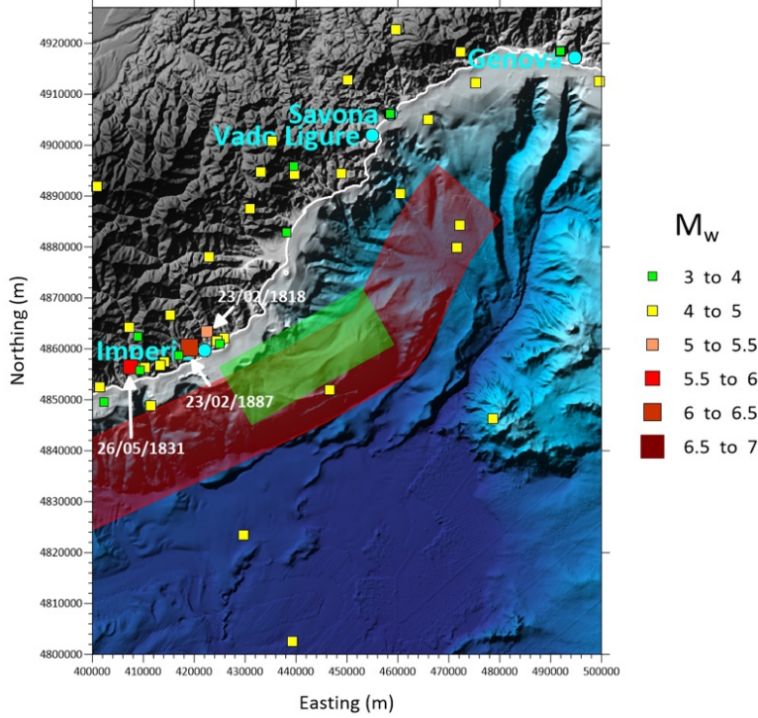 4920000
Genova
4910000
Savona
4900000
Vado Ligure
4890000
4880000
4870000
23/02/1818
4860000
Imperia
4850000
23/02/1887
4840000
26/05/1831
4830000
4820000
4810000
4800000
400000 410000 420000 430000 440000 450000 460000 470000 480000 490000 500000
Northing (m)
Easting (m)
Mw
3 to 4
4 to 5
5 to 5.5
5.5 to 6
6 to 6.5
6.5 to 7